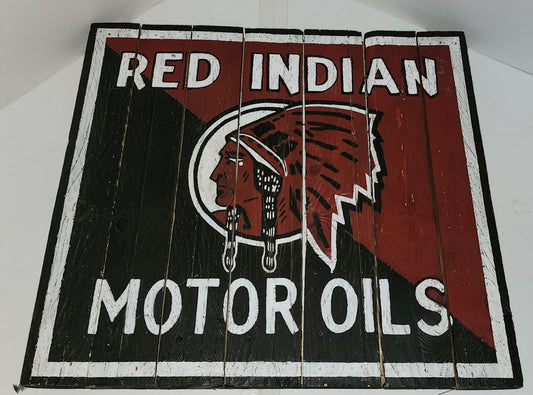 RED INDIAN
MOTOR OILS